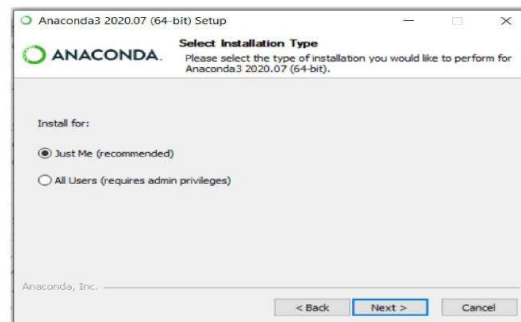 Anaconda3 2020.07 (64-bit) Setup
ANACONDA.
Select Installation Type
Please select the type of installation you would like to perform for
Anaconda3 2020.07 (64-bit).
Install for:
Just Me (recommended)
All Users (requires admin privileges)
Anaconda, Inc.
< Back
Next >
Cancel